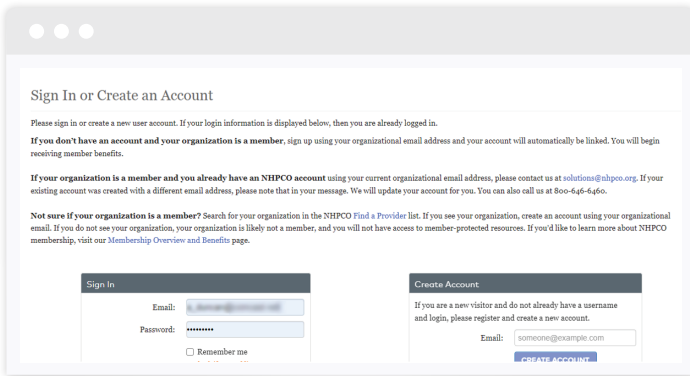 Sign In or Create an Account
Please sign in or create a new user account. If your login information is displayed below, then you are already logged in.
If you don't have an account and your organization is a member, sign up using your organizational email address and your account will automatically be linked. You will begin
receiving member benefits.
If your organization is a member and you already have an NHPCO account using your current organizational email address, please contact us at solutions@nhpco.org. If your
existing account was created with a different email address, please note that in your message. We will update your account for you. You can also call us at 800-646-6460.
Not sure if your organization is a member? Search for your organization in the NHPCO Find a Provider list. If you see your organization, create an account using your organizational
email. If you do not see your organization, your organization is likely not a member, and you will not have access to member-protected resources. If you'd like to learn more about NHPCO
membership, visit our Membership Overview and Benefits page.
Sign In
Email:
Password:
Remember me
Create Account
If you are a new visitor and do not already have a username
and login, please register and create a new account.
Email: someone@example.com
CREATE ACCOUNT